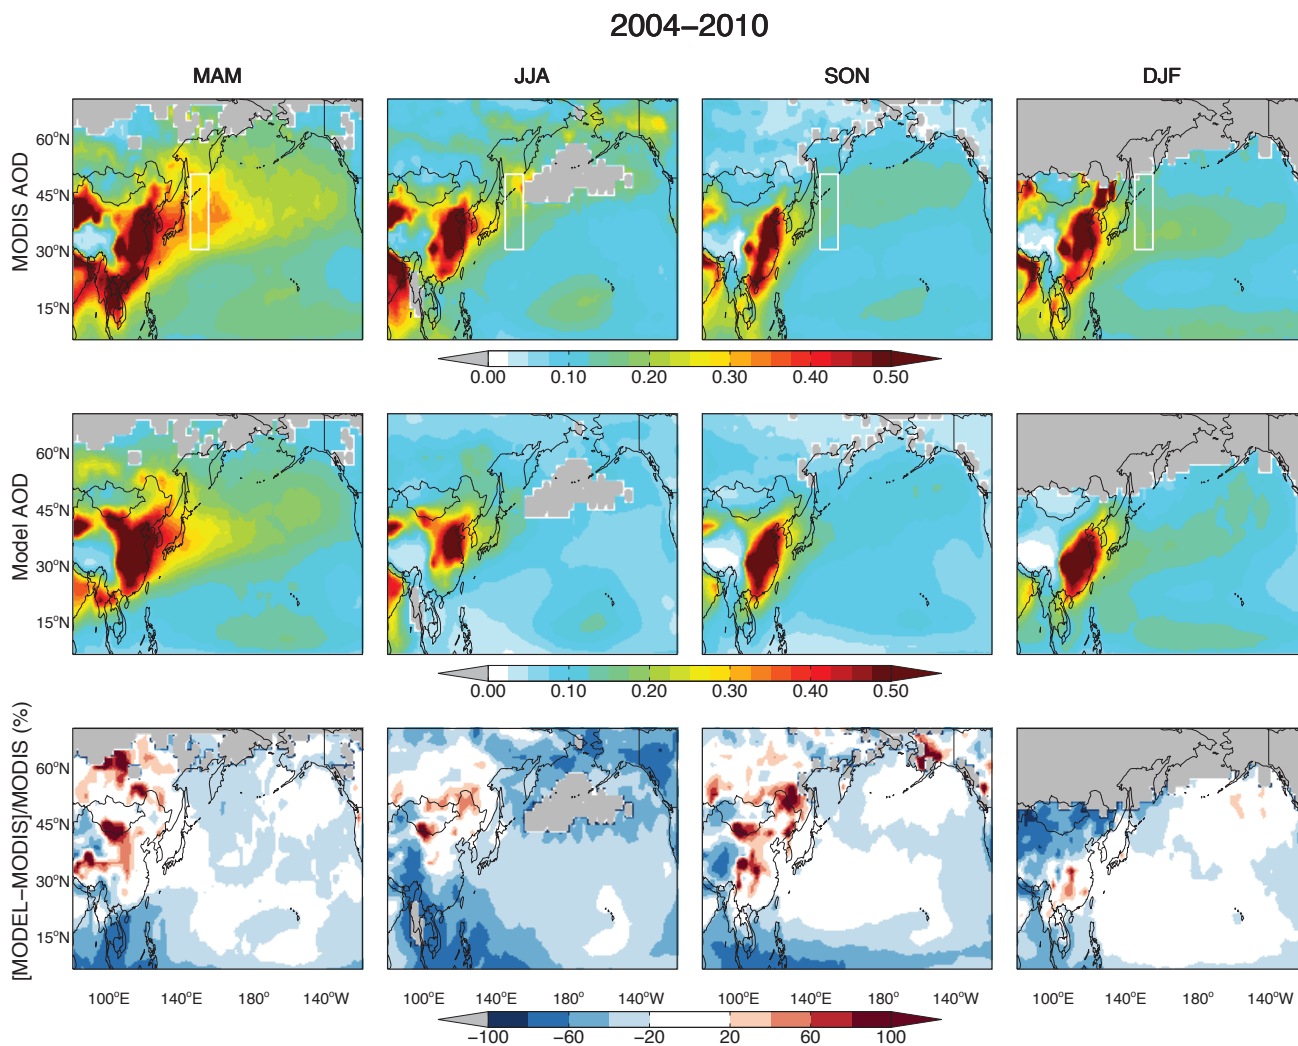 2004–2010
MAM JJA SON DJF
MODIS AOD
60°N
45°N
30°N
15°N
0.00 0.10 0.20 0.30 0.40 0.50
Model AOD
60°N
45°N
30°N
15°N
0.00 0.10 0.20 0.30 0.40 0.50
[MODEL–MODIS]/MODIS (%)
60°N
45°N
30°N
15°N
100°E 140°E 180° 140°W 100°E 140°E 180° 140°W 100°E 140°E 180° 140°W 100°E 140°E 180° 140°W
−100 −60 −20 20 60 100